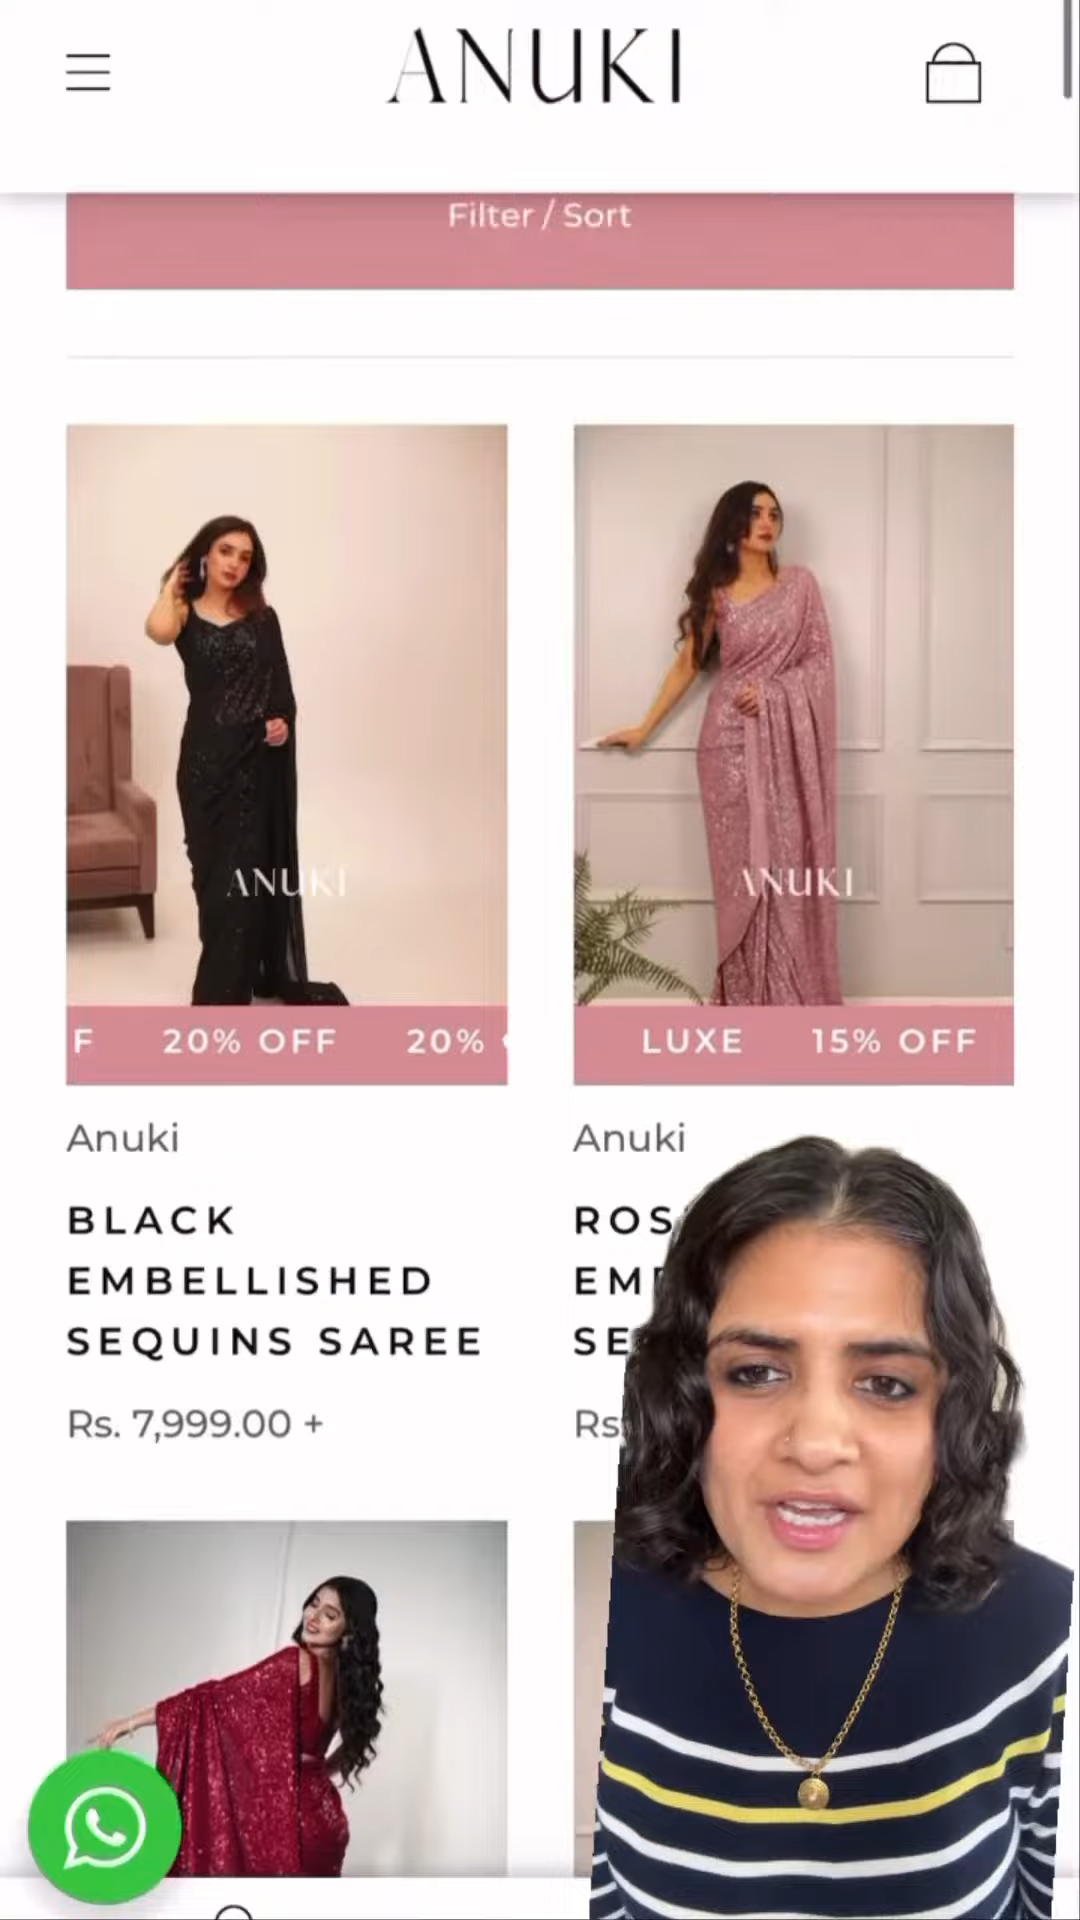 ANUKI
Filter / Sort
ANUKI
ANUKI
20% OFF 20%
LUXE 15% OFF
Anuki
Anuki
BLACK
EMBELLISHED
SEQUINS SAREE
Rs. 7,999.00 +